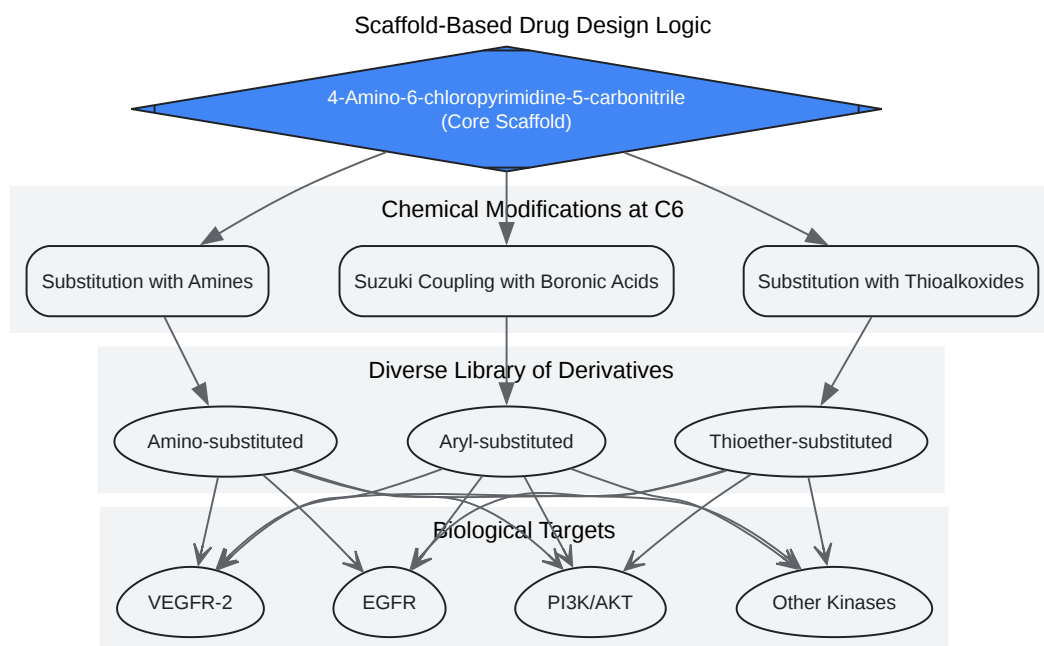 Scaffold-Based Drug Design Logic
4-Amino-6-chloropyrimidine-5-carbonitrile
(Core Scaffold)
Chemical Modifications at C6
Substitution with Amines
Suzuki Coupling with Boronic Acids
Substitution with Thioalkoxides
Diverse Library of Derivatives
Amino-substituted
Aryl-substituted
Thioether-substituted
Biological Targets
VEGFR-2
EGFR
PI3K/AKT
Other Kinases